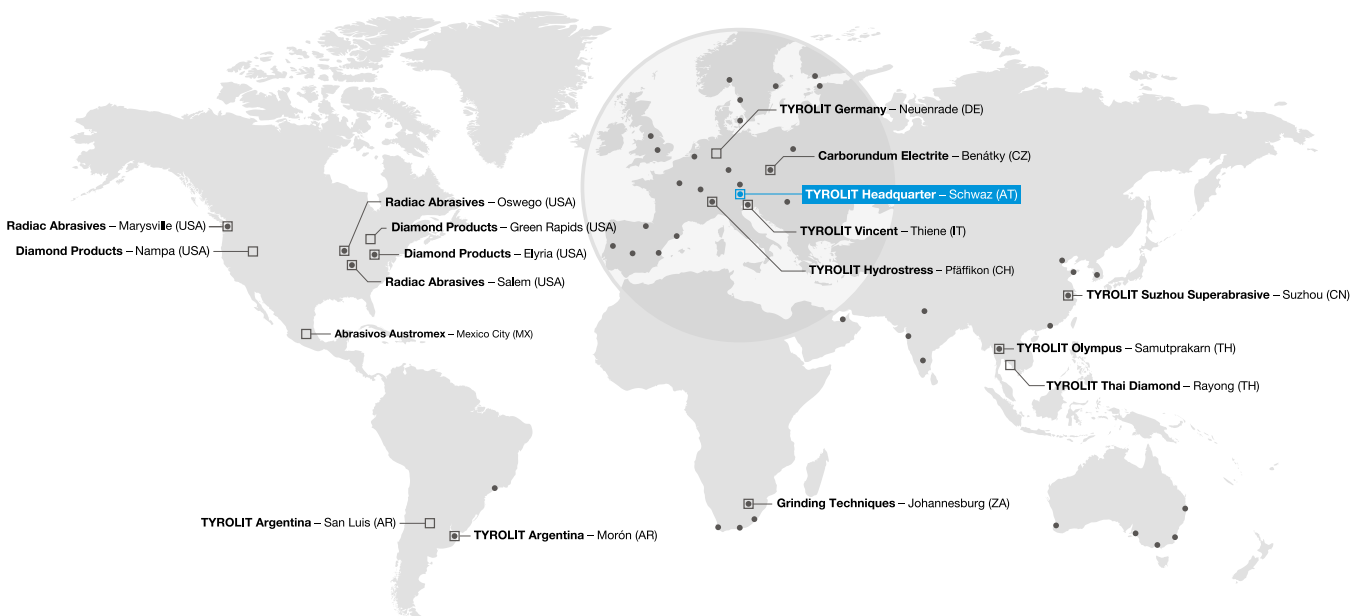 TYROLIT Germany – Neuenrade (DE)
Carborundum Electrite – Benátky (CZ)
TYROLIT Headquarter – Schwaz (AT)
Radiac Abrasives – Oswego (USA)
Radiac Abrasives – Marysville (USA)
Diamond Products – Green Rapids (USA)
TYROLIT Vincent – Thiene (IT)
Diamond Products – Nampa (USA)
Diamond Products – Elyria (USA)
TYROLIT Hydrostress – Pfäffikon (CH)
Radiac Abrasives – Salem (USA)
TYROLIT Suzhou Superabrasive – Suzhou (CN)
Abrasivos Austromex – Mexico City (MX)
TYROLIT Olympus – Samutprakarn (TH)
TYROLIT Thai Diamond – Rayong (TH)
Grinding Techniques – Johannesburg (ZA)
TYROLIT Argentina – San Luis (AR)
TYROLIT Argentina – Morón (AR)